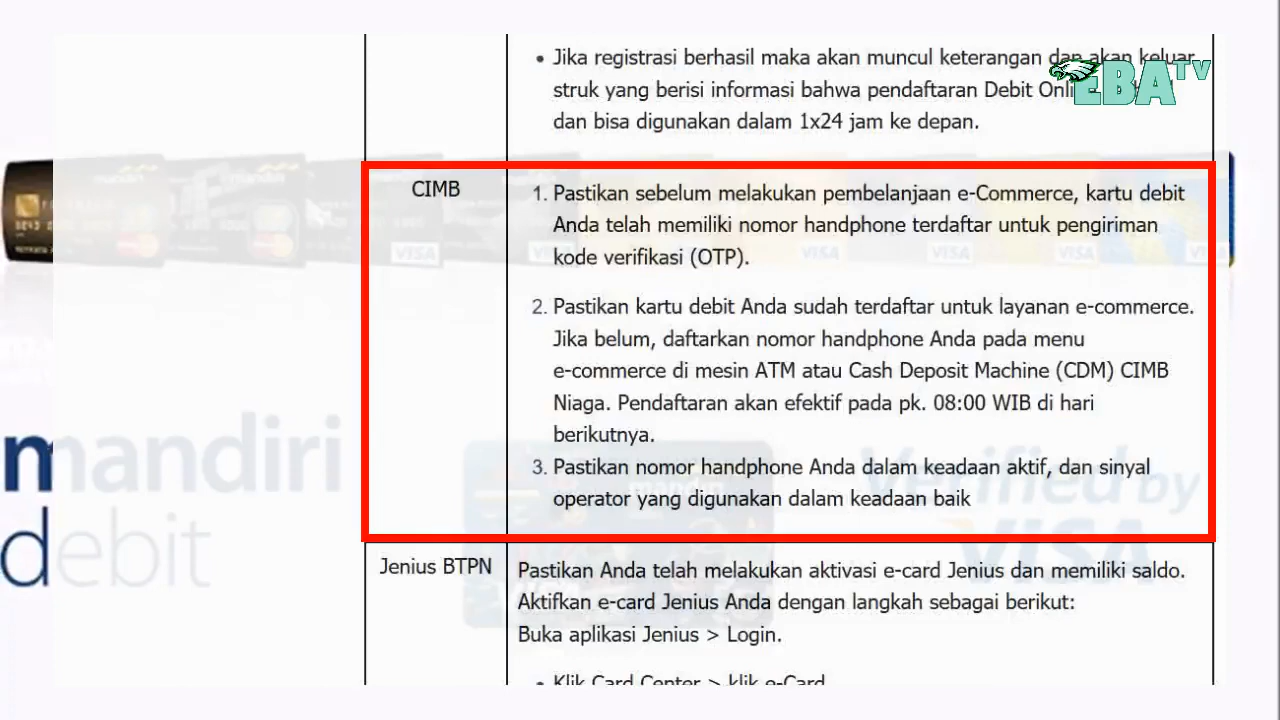 • Jika registrasi berhasil maka akan muncul keterangan dan akan keluar
struk yang berisi informasi bahwa pendaftaran Debit
dan bisa digunakan dalam 1x24 jam ke depan.
EBA TV
CIMB
1. Pastikan sebelum melakukan pembelanjaan e-Commerce, kartu debit
Anda telah memiliki nomor handphone terdaftar untuk pengiriman
kode verifikasi (OTP).
2. Pastikan kartu debit Anda sudah terdaftar untuk layanan e-commerce.
Jika belum, daftarkan nomor handphone Anda pada menu
e-commerce di mesin ATM atau Cash Deposit Machine (CDM) CIMB
Niaga. Pendaftaran akan efektif pada pk. 08:00 WIB di hari
berikutnya.
3. Pastikan nomor handphone Anda dalam keadaan aktif, dan sinyal
operator yang digunakan dalam keadaan baik
Jenius BTPN
Pastikan Anda telah melakukan aktivasi e-card Jenius dan memiliki saldo.
Aktifkan e-card Jenius Anda dengan langkah sebagai berikut:
Buka aplikasi Jenius > Login.
• Klik Card Center > klik e-Card
mandiri
debit
Verified by
VISA